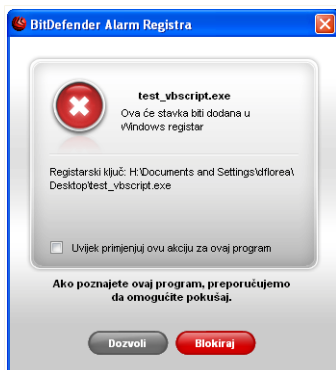 BitDefender Alarm Registra
test_vbscript.exe
Ova će stavka biti dodana u
Windows registar
Registarski ključ: H:\Documents and Settings\dflorea\
Desktop\test_vbscript.exe
Uvijek primjenjuj ovu akciju za ovaj program
Ako poznajete ovaj program, preporučujemo
da omogućite pokušaj.
Dozvoli Blokiraj